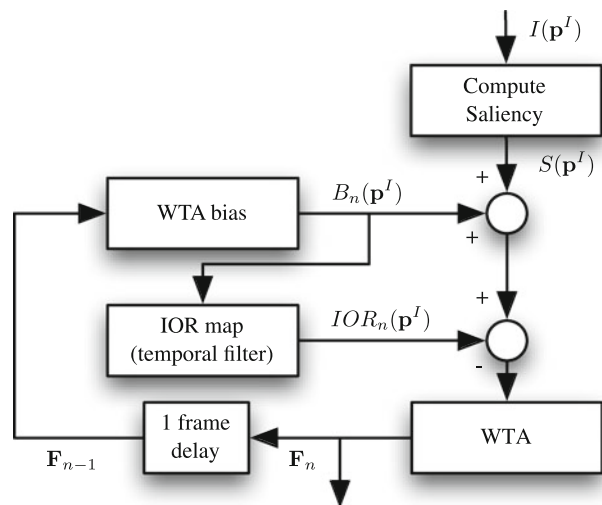 I(p^I)
Compute
Saliency
+
S(p^I)
WTA bias
B_n(p^I)
+
+
IOR map
(temporal filter)
IOR_n(p^I)
-
1 frame
delay
WTA
F_{n-1}
F_n